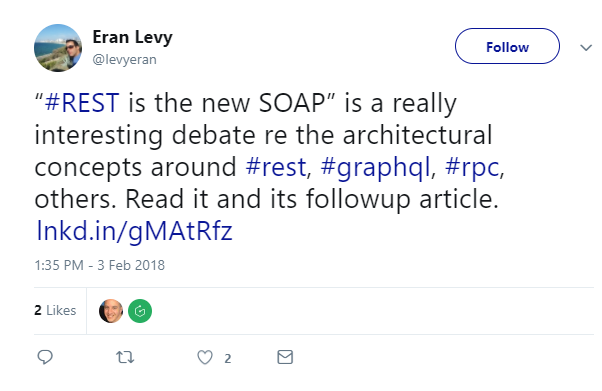 Eran Levy
@levyeran
Follow
“#REST is the new SOAP” is a really
interesting debate re the architectural
concepts around #rest, #graphql, #rpc,
others. Read it and its followup article.
lnkd.in/gMAtRfz
1:35 PM - 3 Feb 2018
2 Likes
2